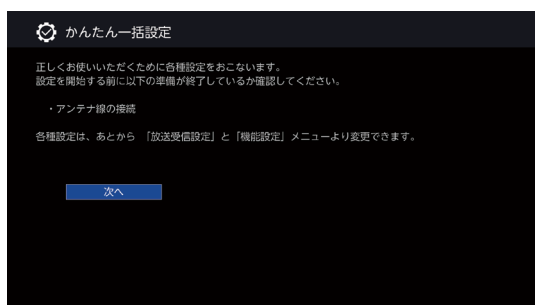 かんたん一括設定
正しくお使いいただくために各種設定をおこないます。
設定を開始する前に以下の準備が終了しているか確認してください。
・アンテナ線の接続
各種設定は、あとから 「放送受信設定」と「機能設定」メニューより変更できます。
次へ